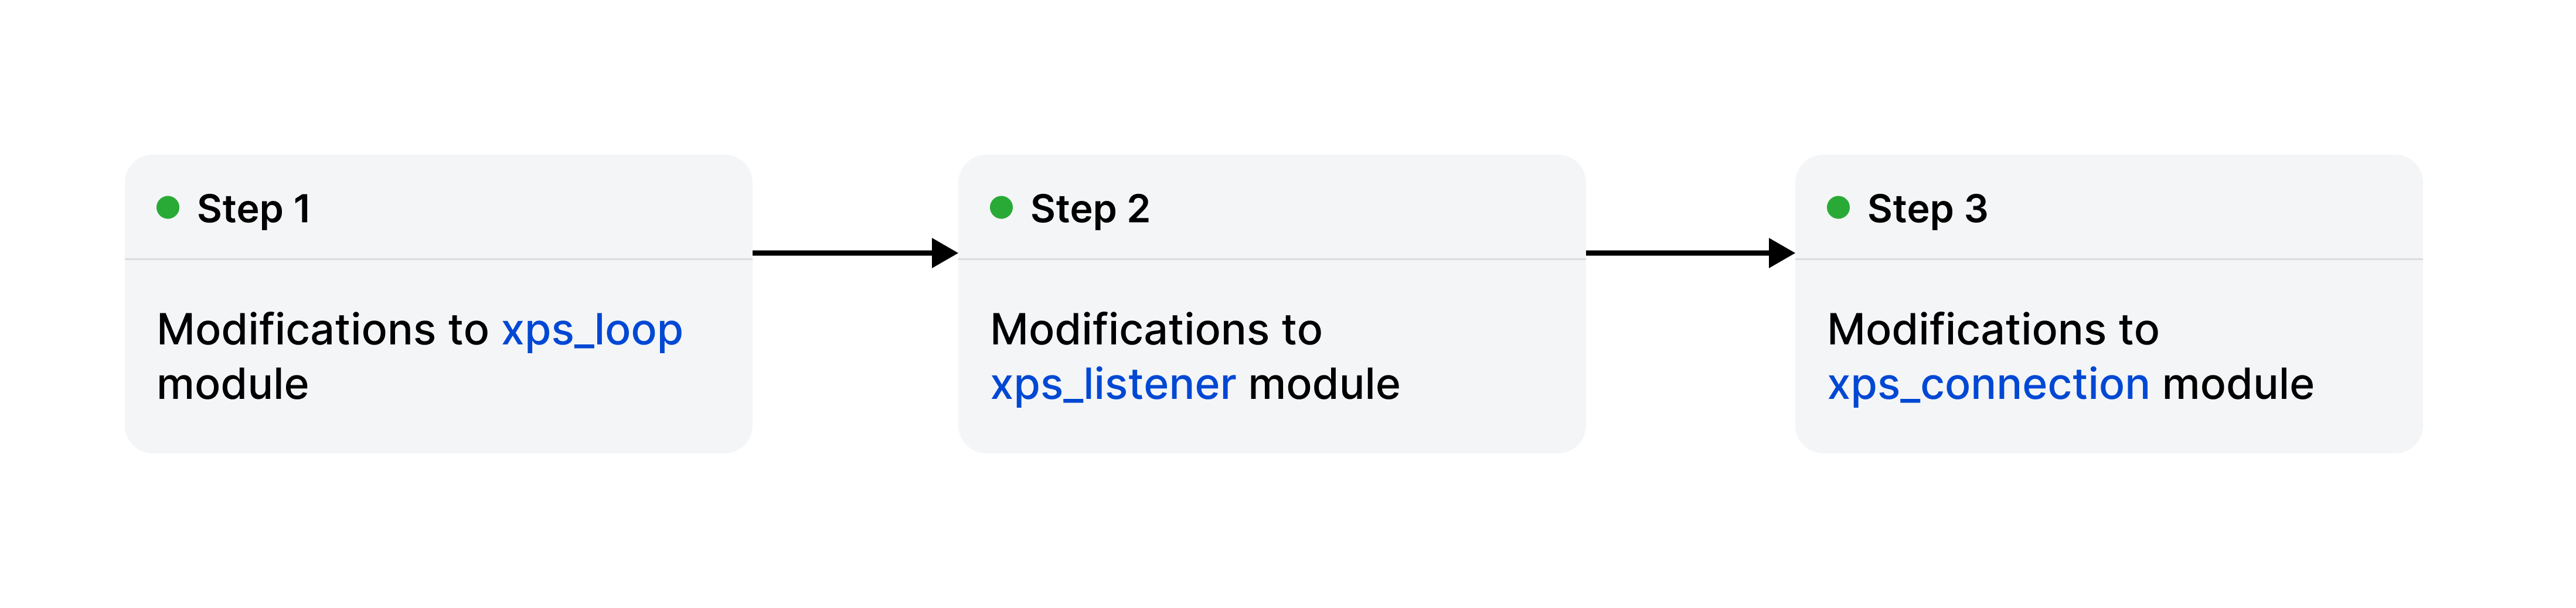 Step 1
Modifications to xps_loop
module
Step 2
Modifications to
xps_listener module
Step 3
Modifications to
xps_connection module